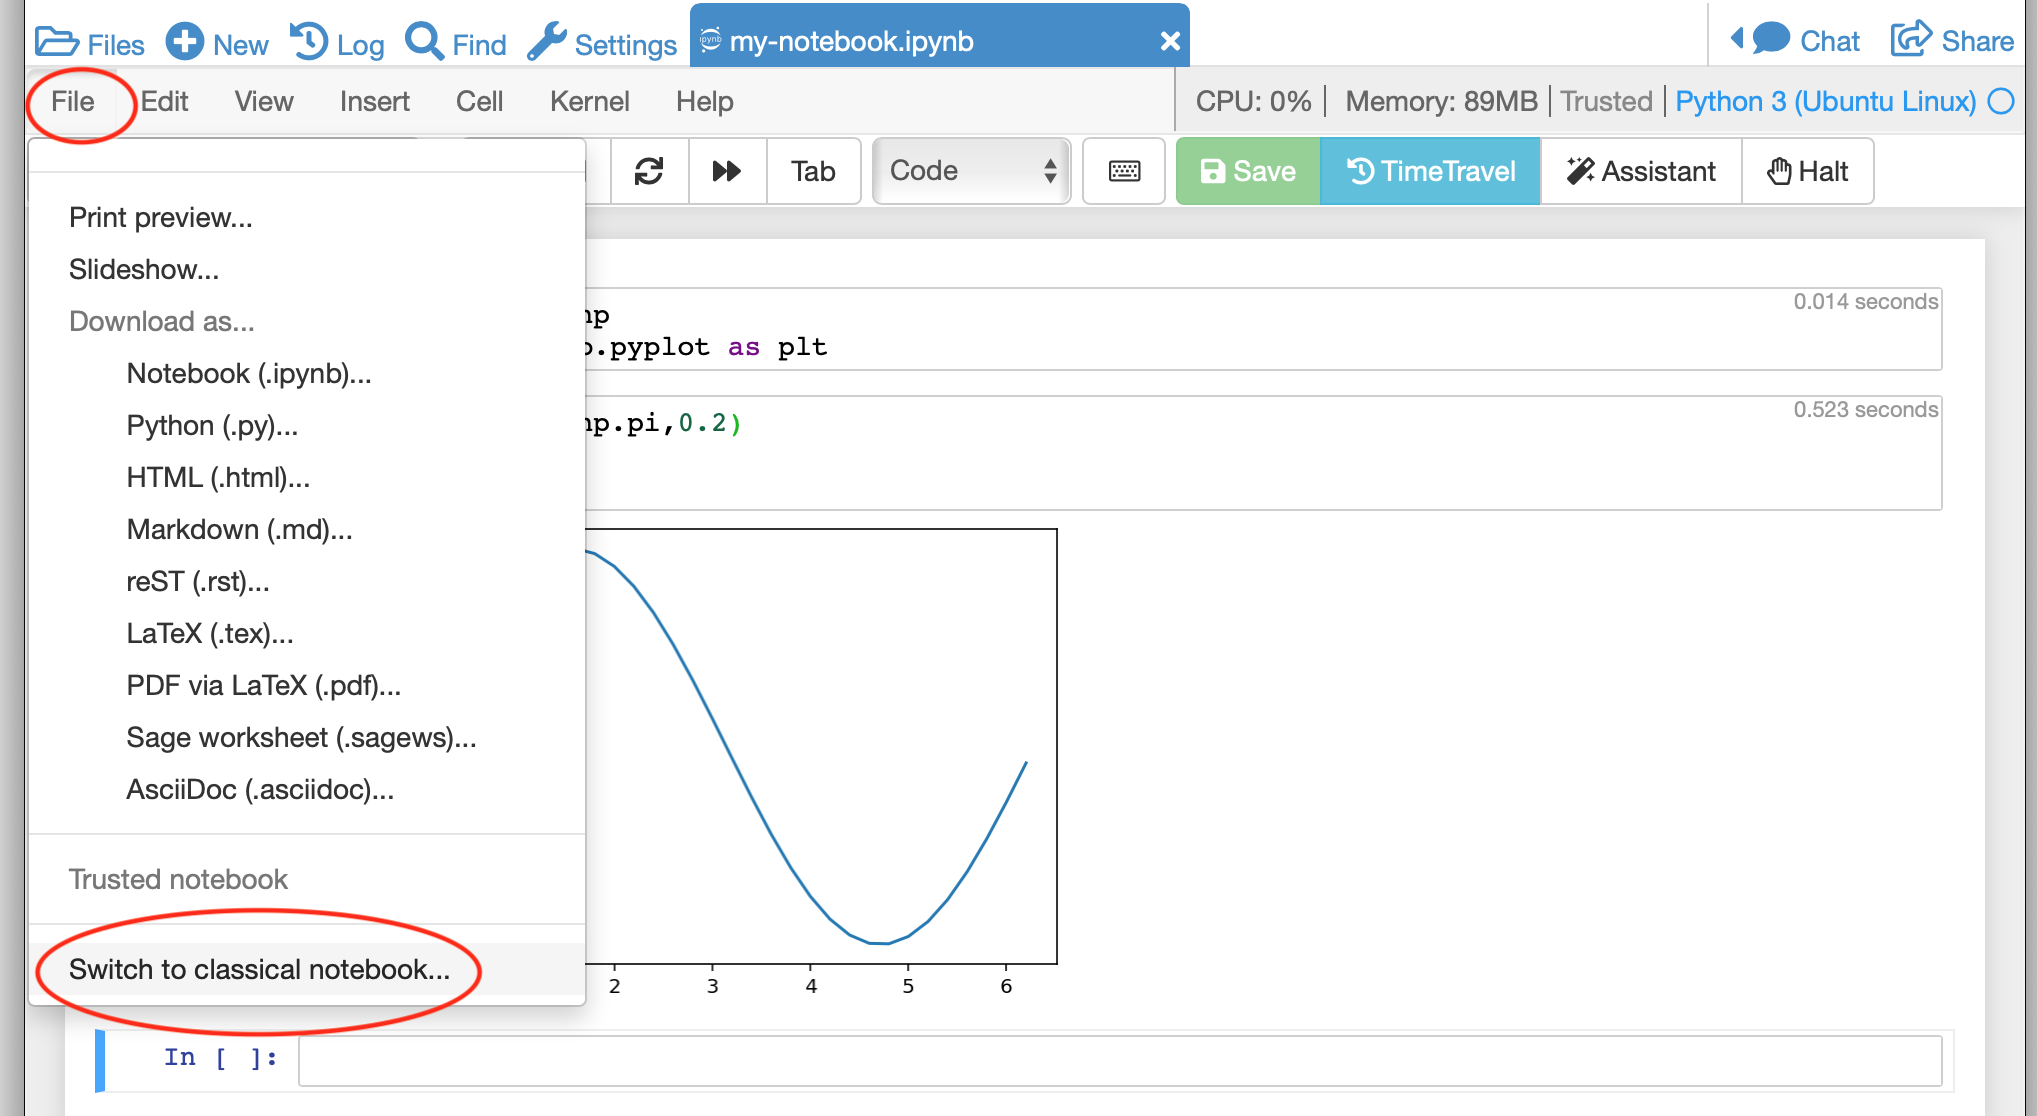 Files New Log Find Settings my-notebook.ipynb Chat Share
File Edit View Insert Cell Kernel Help CPU: 0% Memory: 89MB Trusted Python 3 (Ubuntu Linux)
Tab Code Save TimeTravel Assistant Halt
Print preview...
Slideshow...
Download as...
Notebook (.ipynb)...
Python (.py)...
HTML (.html)...
Markdown (.md)...
reST (.rst)...
LaTeX (.tex)...
PDF via LaTeX (.pdf)...
Sage worksheet (.sagews)...
AsciiDoc (.asciidoc)...
Trusted notebook
Switch to classical notebook...
0.014 seconds
np
.pyplot as plt
0.523 seconds
np.pi,0.2)
2 3 4 5 6
In [ ]: